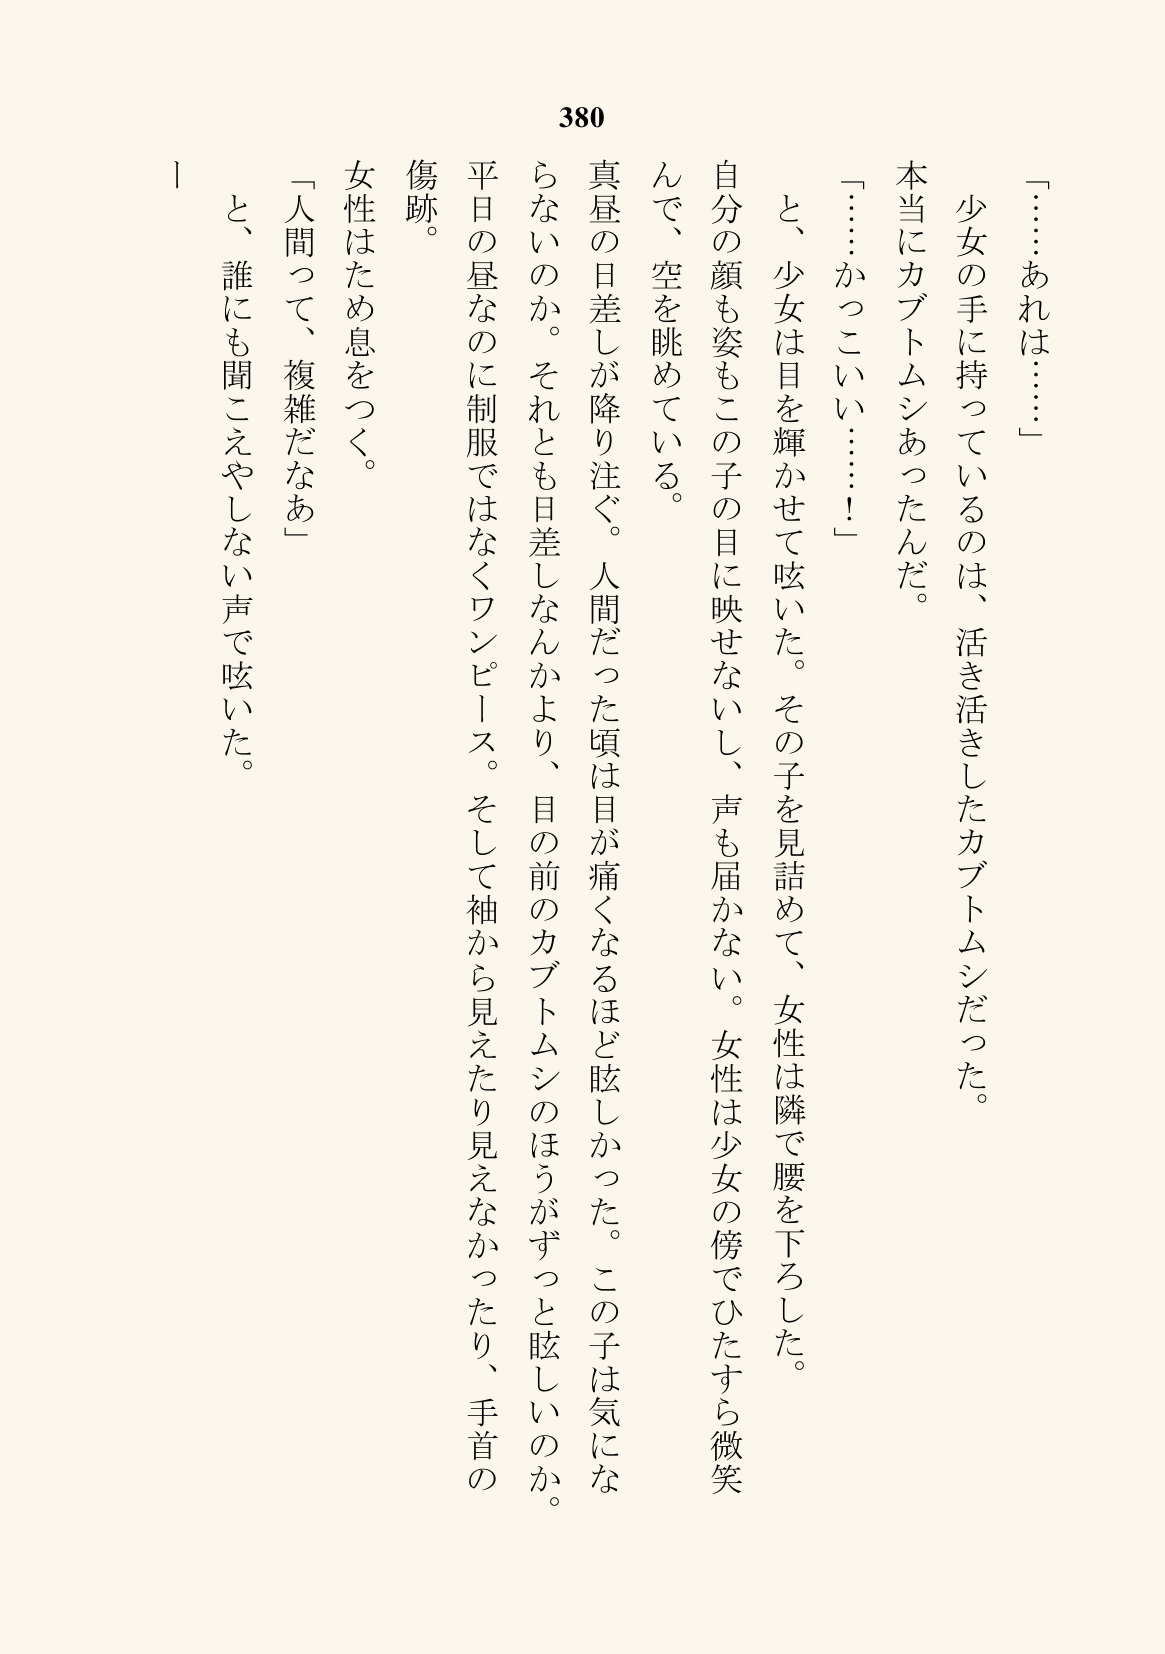 380
「……あれは……」
　少女の手に持っているのは、活き活きしたカブトムシだった。
本当にカブトムシあったんだ。
「……かっこいい……！」
　と、少女は目を輝かせて呟いた。その子を見詰めて、女性は隣で腰を下ろした。
自分の顔も姿もこの子の目に映せないし、声も届かない。女性は少女の傍でひたすら微笑
んで、空を眺めている。
真昼の日差しが降り注ぐ。人間だった頃は目が痛くなるほど眩しかった。この子は気にな
らないのか。それとも日差しなんかより、目の前のカブトムシのほうがずっと眩しいのか。
平日の昼なのに制服ではなくワンピース。そして袖から見えたり見えなかったり、手首の
傷跡。
女性はため息をつく。
「人間って、複雑だなあ」
　と、誰にも聞こえやしない声で呟いた。
ー